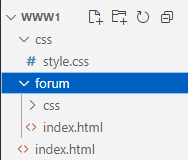 WWW1
css
# style.css
forum
css
<> index.html
<> index.html